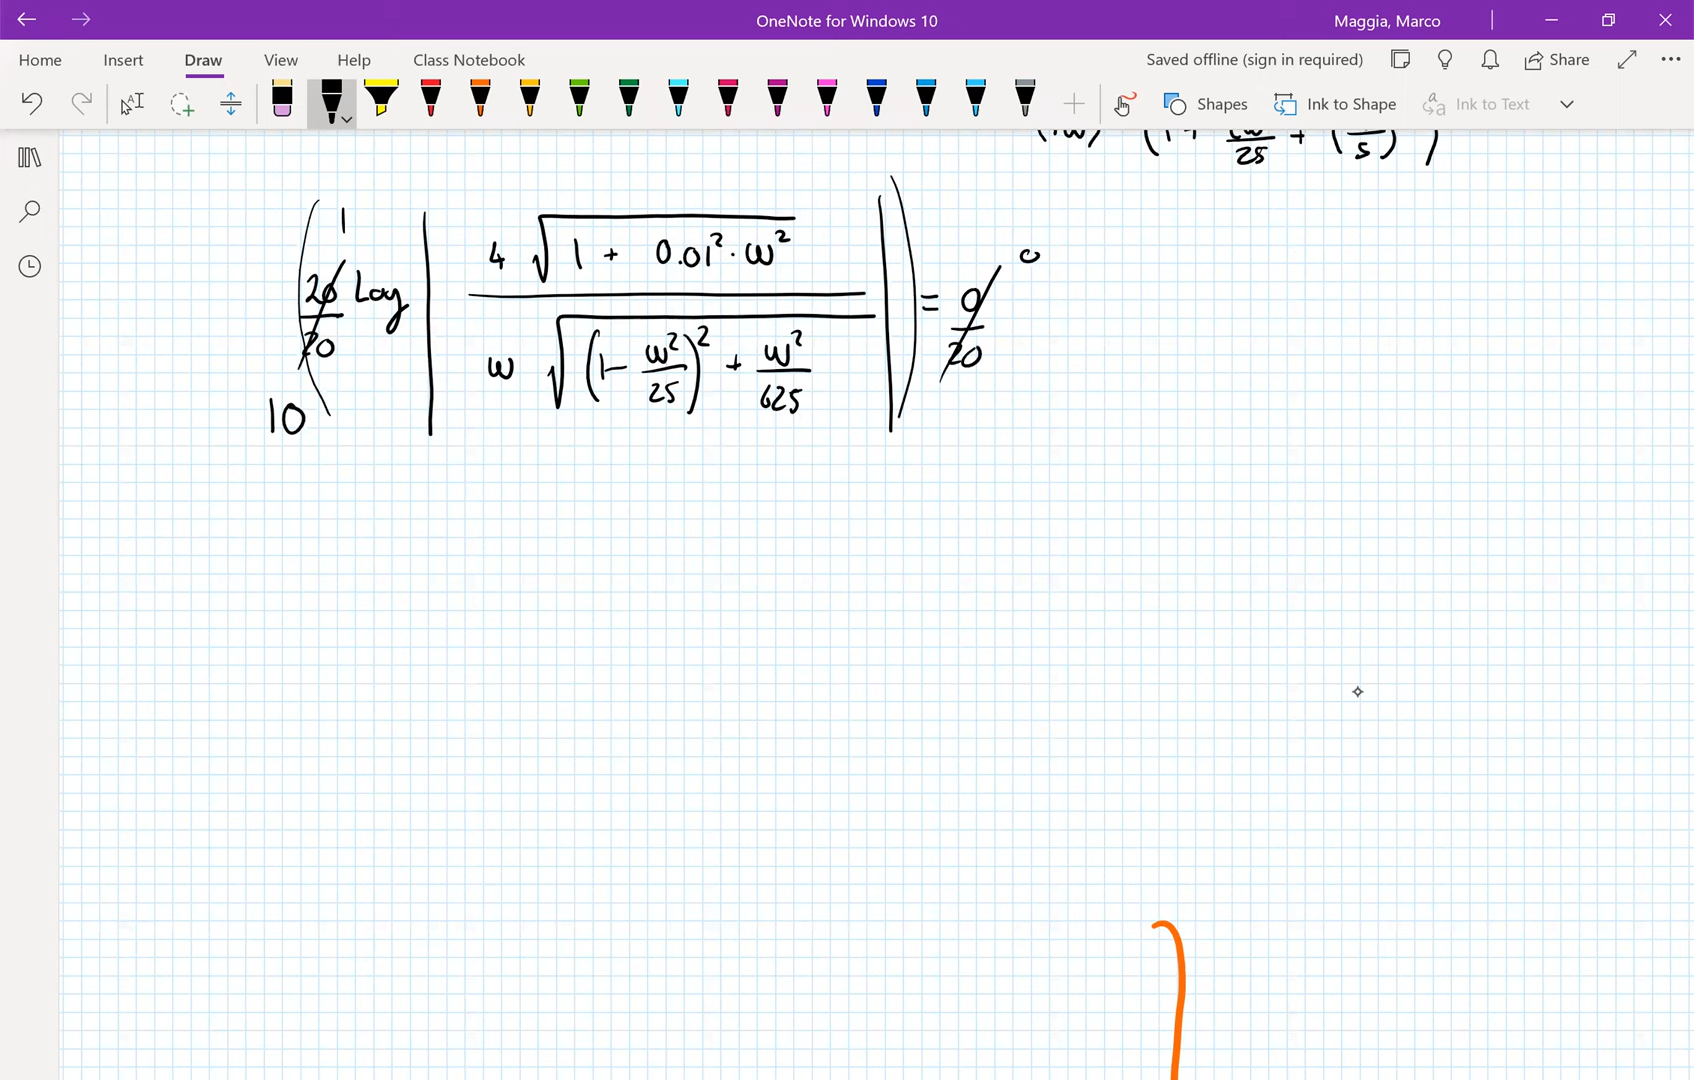 OneNote for Windows 10
Maggia, Marco
Home Insert Draw View Help Class Notebook
Saved offline (sign in required) Share
Shapes Ink to Shape Ink to Text
25 + ( 5 ) )
1
4 √(1 + 0.01² · ω²)
20/20 Log | | = 0/20 0
ω √((1 - ω²/25)² + ω²/625)
10